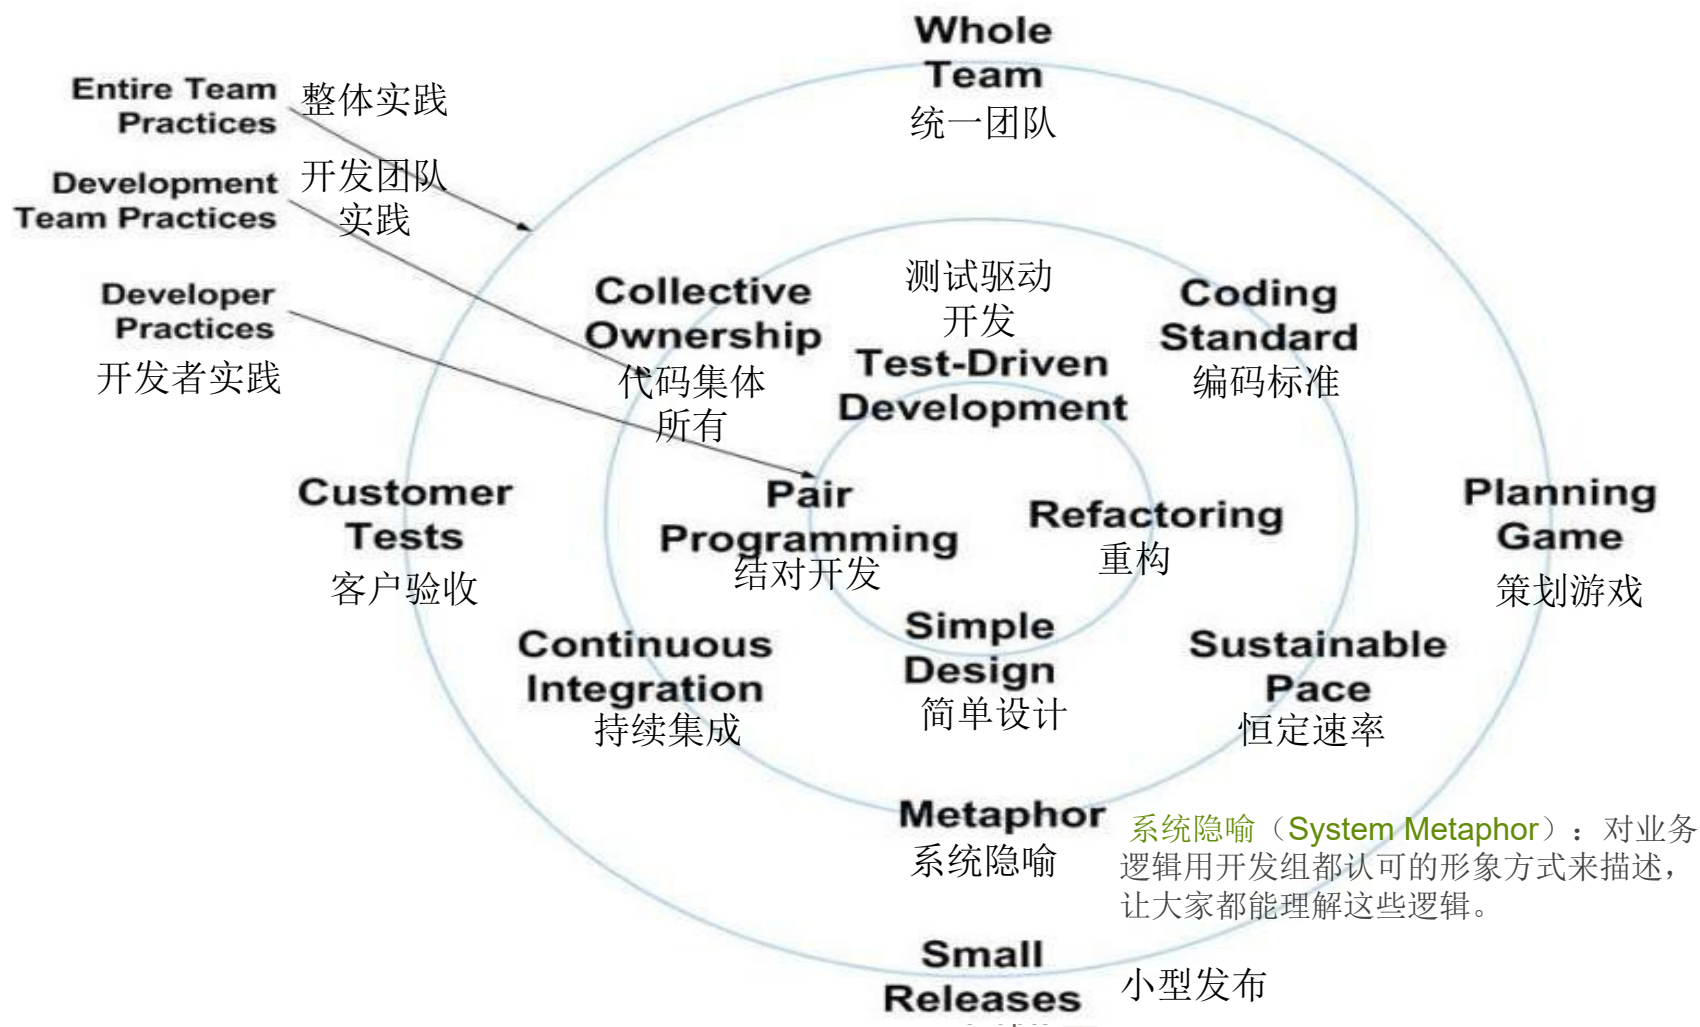 Whole
Team
统一团队
Entire Team
Practices
整体实践
Development
Team Practices
开发团队
实践
Developer
Practices
开发者实践
Collective
Ownership
代码集体
所有
测试驱动
开发
Test-Driven
Development
Coding
Standard
编码标准
Customer
Tests
客户验收
Pair
Programming
结对开发
Refactoring
重构
Planning
Game
策划游戏
Continuous
Integration
持续集成
Simple
Design
简单设计
Sustainable
Pace
恒定速率
Metaphor
系统隐喻
系统隐喻（System Metaphor）：对业务
逻辑用开发组都认可的形象方式来描述，
让大家都能理解这些逻辑。
Small
Releases
小型发布